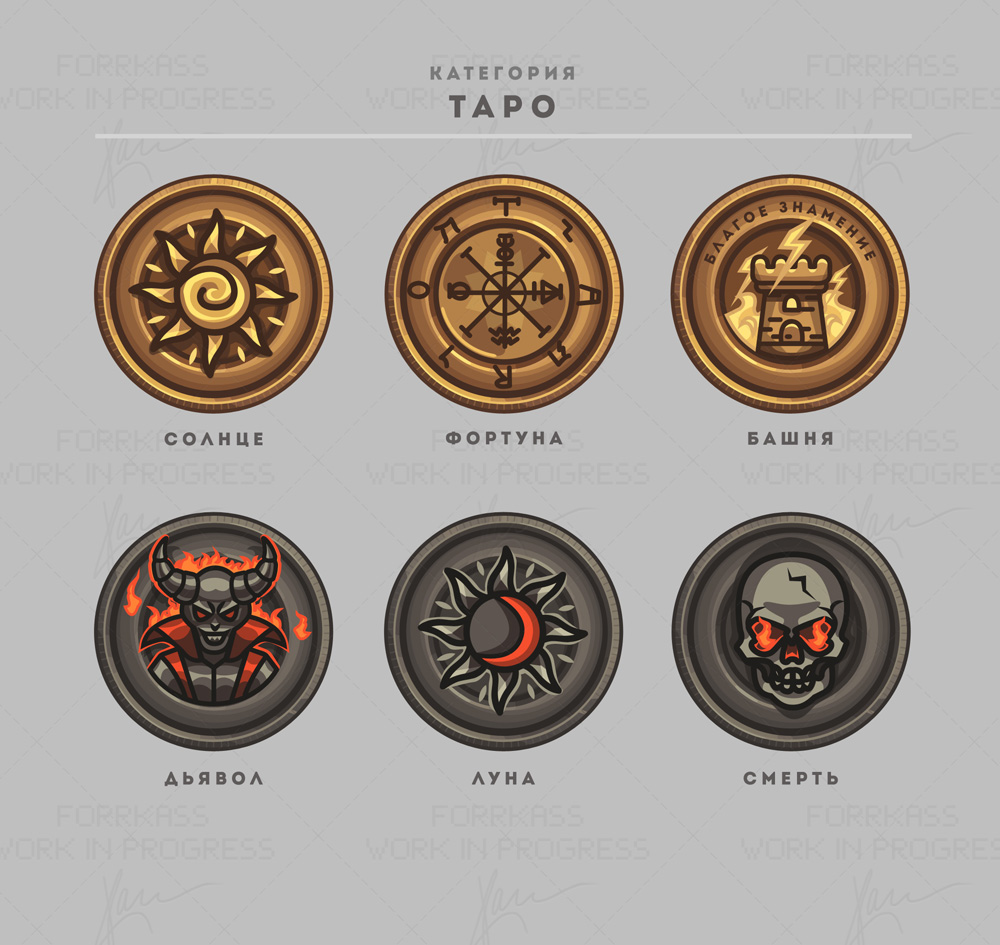 КАТЕГОРИЯ
ТАРО
БЛАГОЕ ЗНАМЕНИЕ
СОЛНЦЕ
ФОРТУНА
БАШНЯ
ДЬЯВОЛ
ЛУНА
СМЕРТЬ
FORRKASS
WORK IN PROGRESS